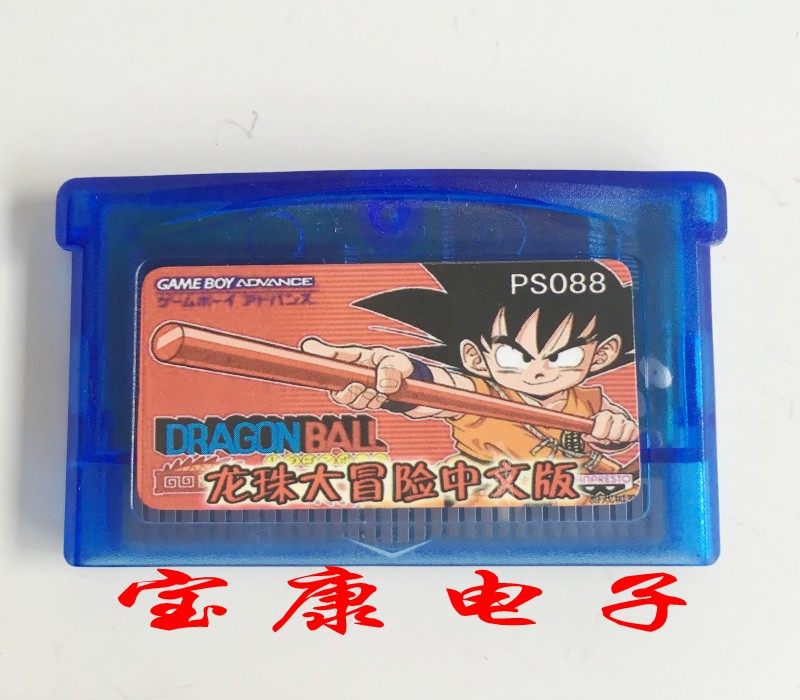 GAME BOY ADVANCE
ゲームボーイ アドバンス
PS088
DRAGON BALL
龙珠大冒险中文版
宝康电子